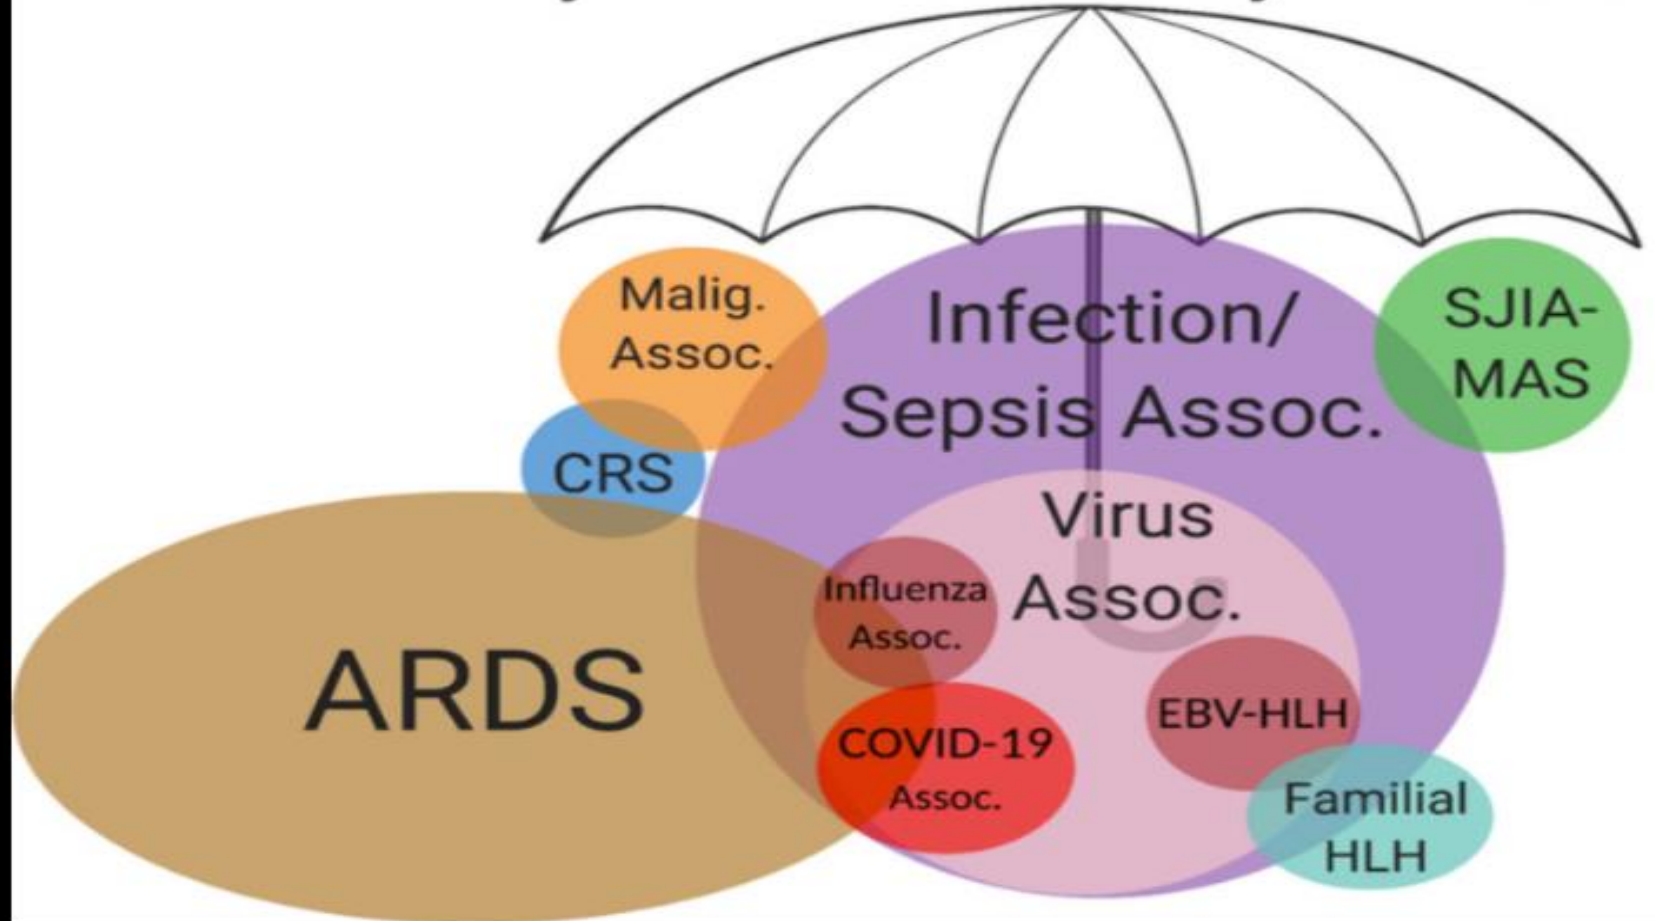 Malig.
Assoc.
Infection/
Sepsis Assoc.
SJIA-
MAS
CRS
Virus
Assoc.
Influenza
Assoc.
ARDS
COVID-19
Assoc.
EBV-HLH
Familial
HLH